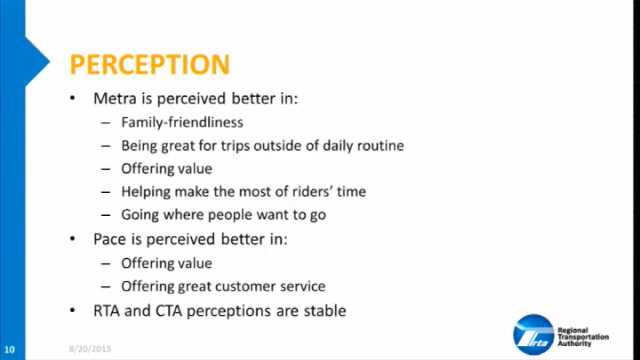 PERCEPTION
• Metra is perceived better in:
– Family-friendliness
– Being great for trips outside of daily routine
– Offering value
– Helping make the most of riders' time
– Going where people want to go
• Pace is perceived better in:
– Offering value
– Offering great customer service
• RTA and CTA perceptions are stable
10
8/20/2015
rta
Regional
Transportation
Authority